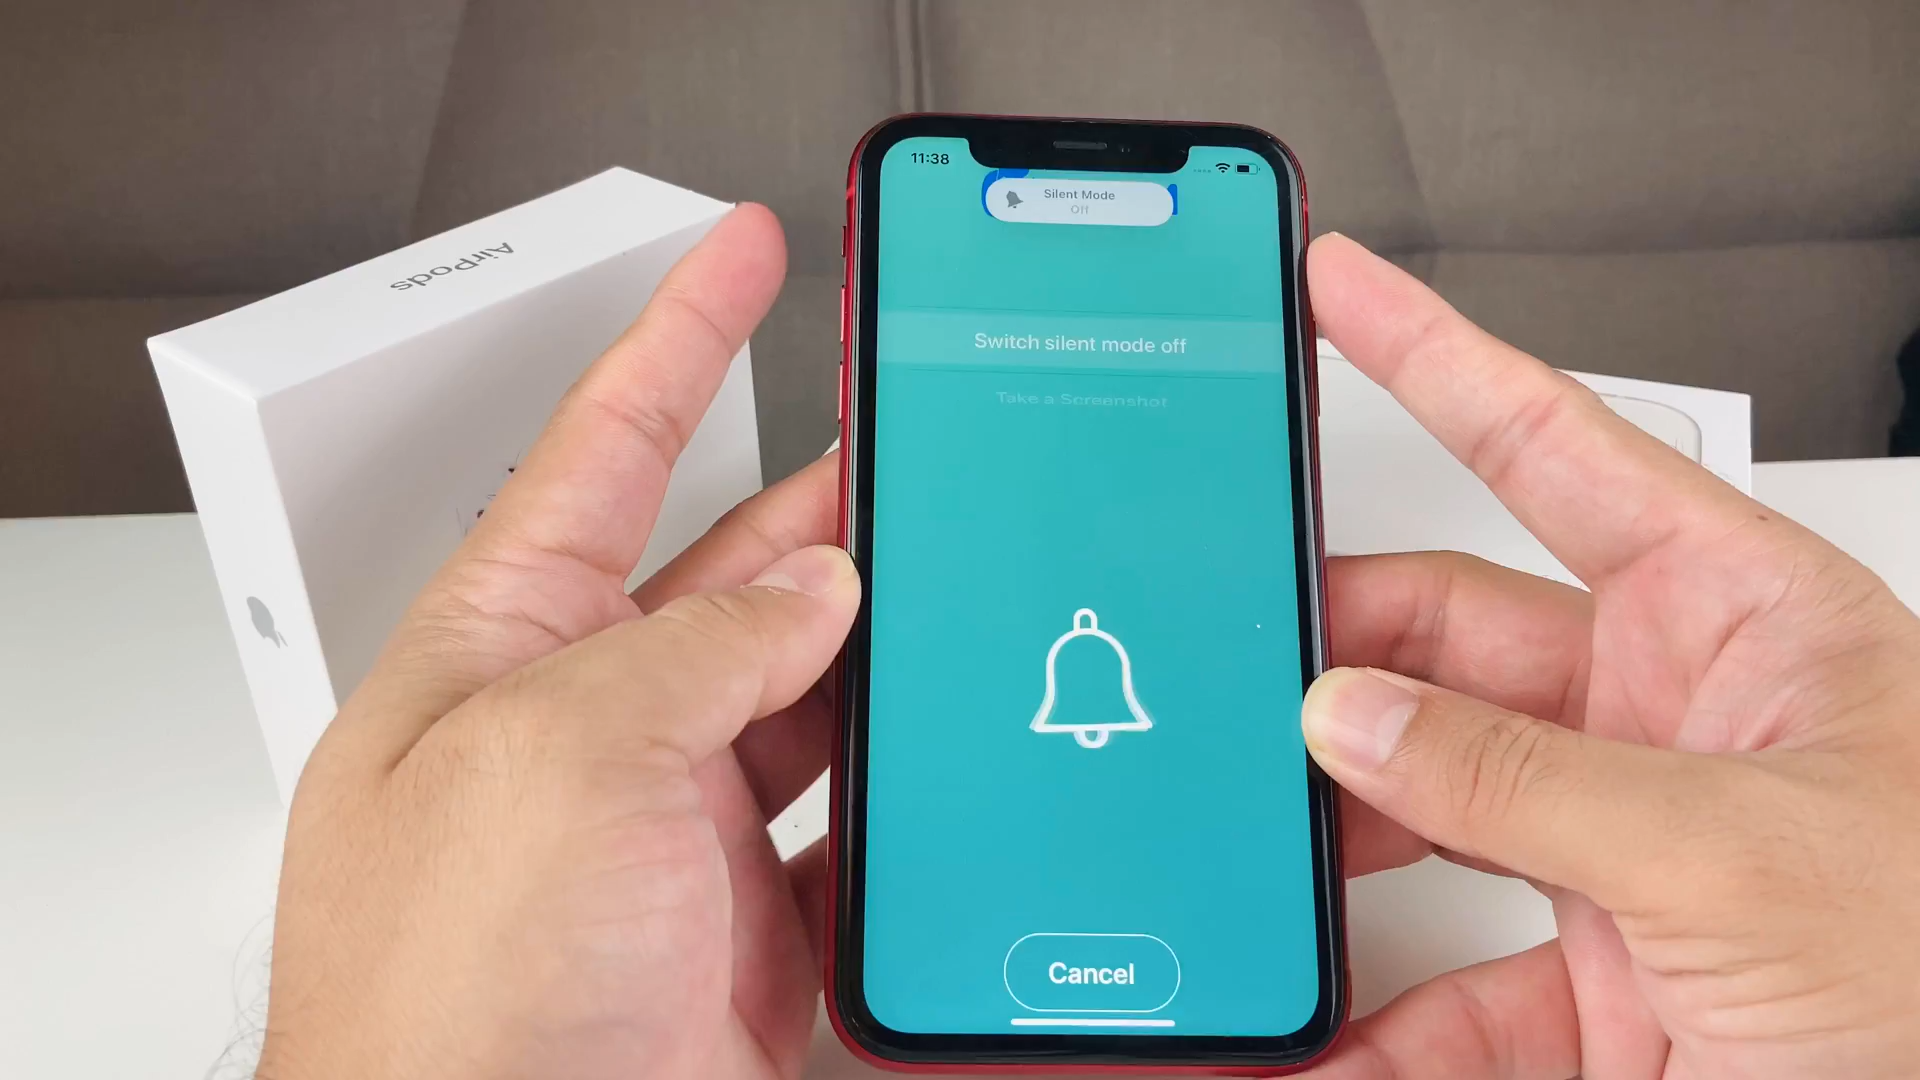 AirPods
11:38
Silent Mode
Off
Switch silent mode off
Take a Screenshot
Cancel